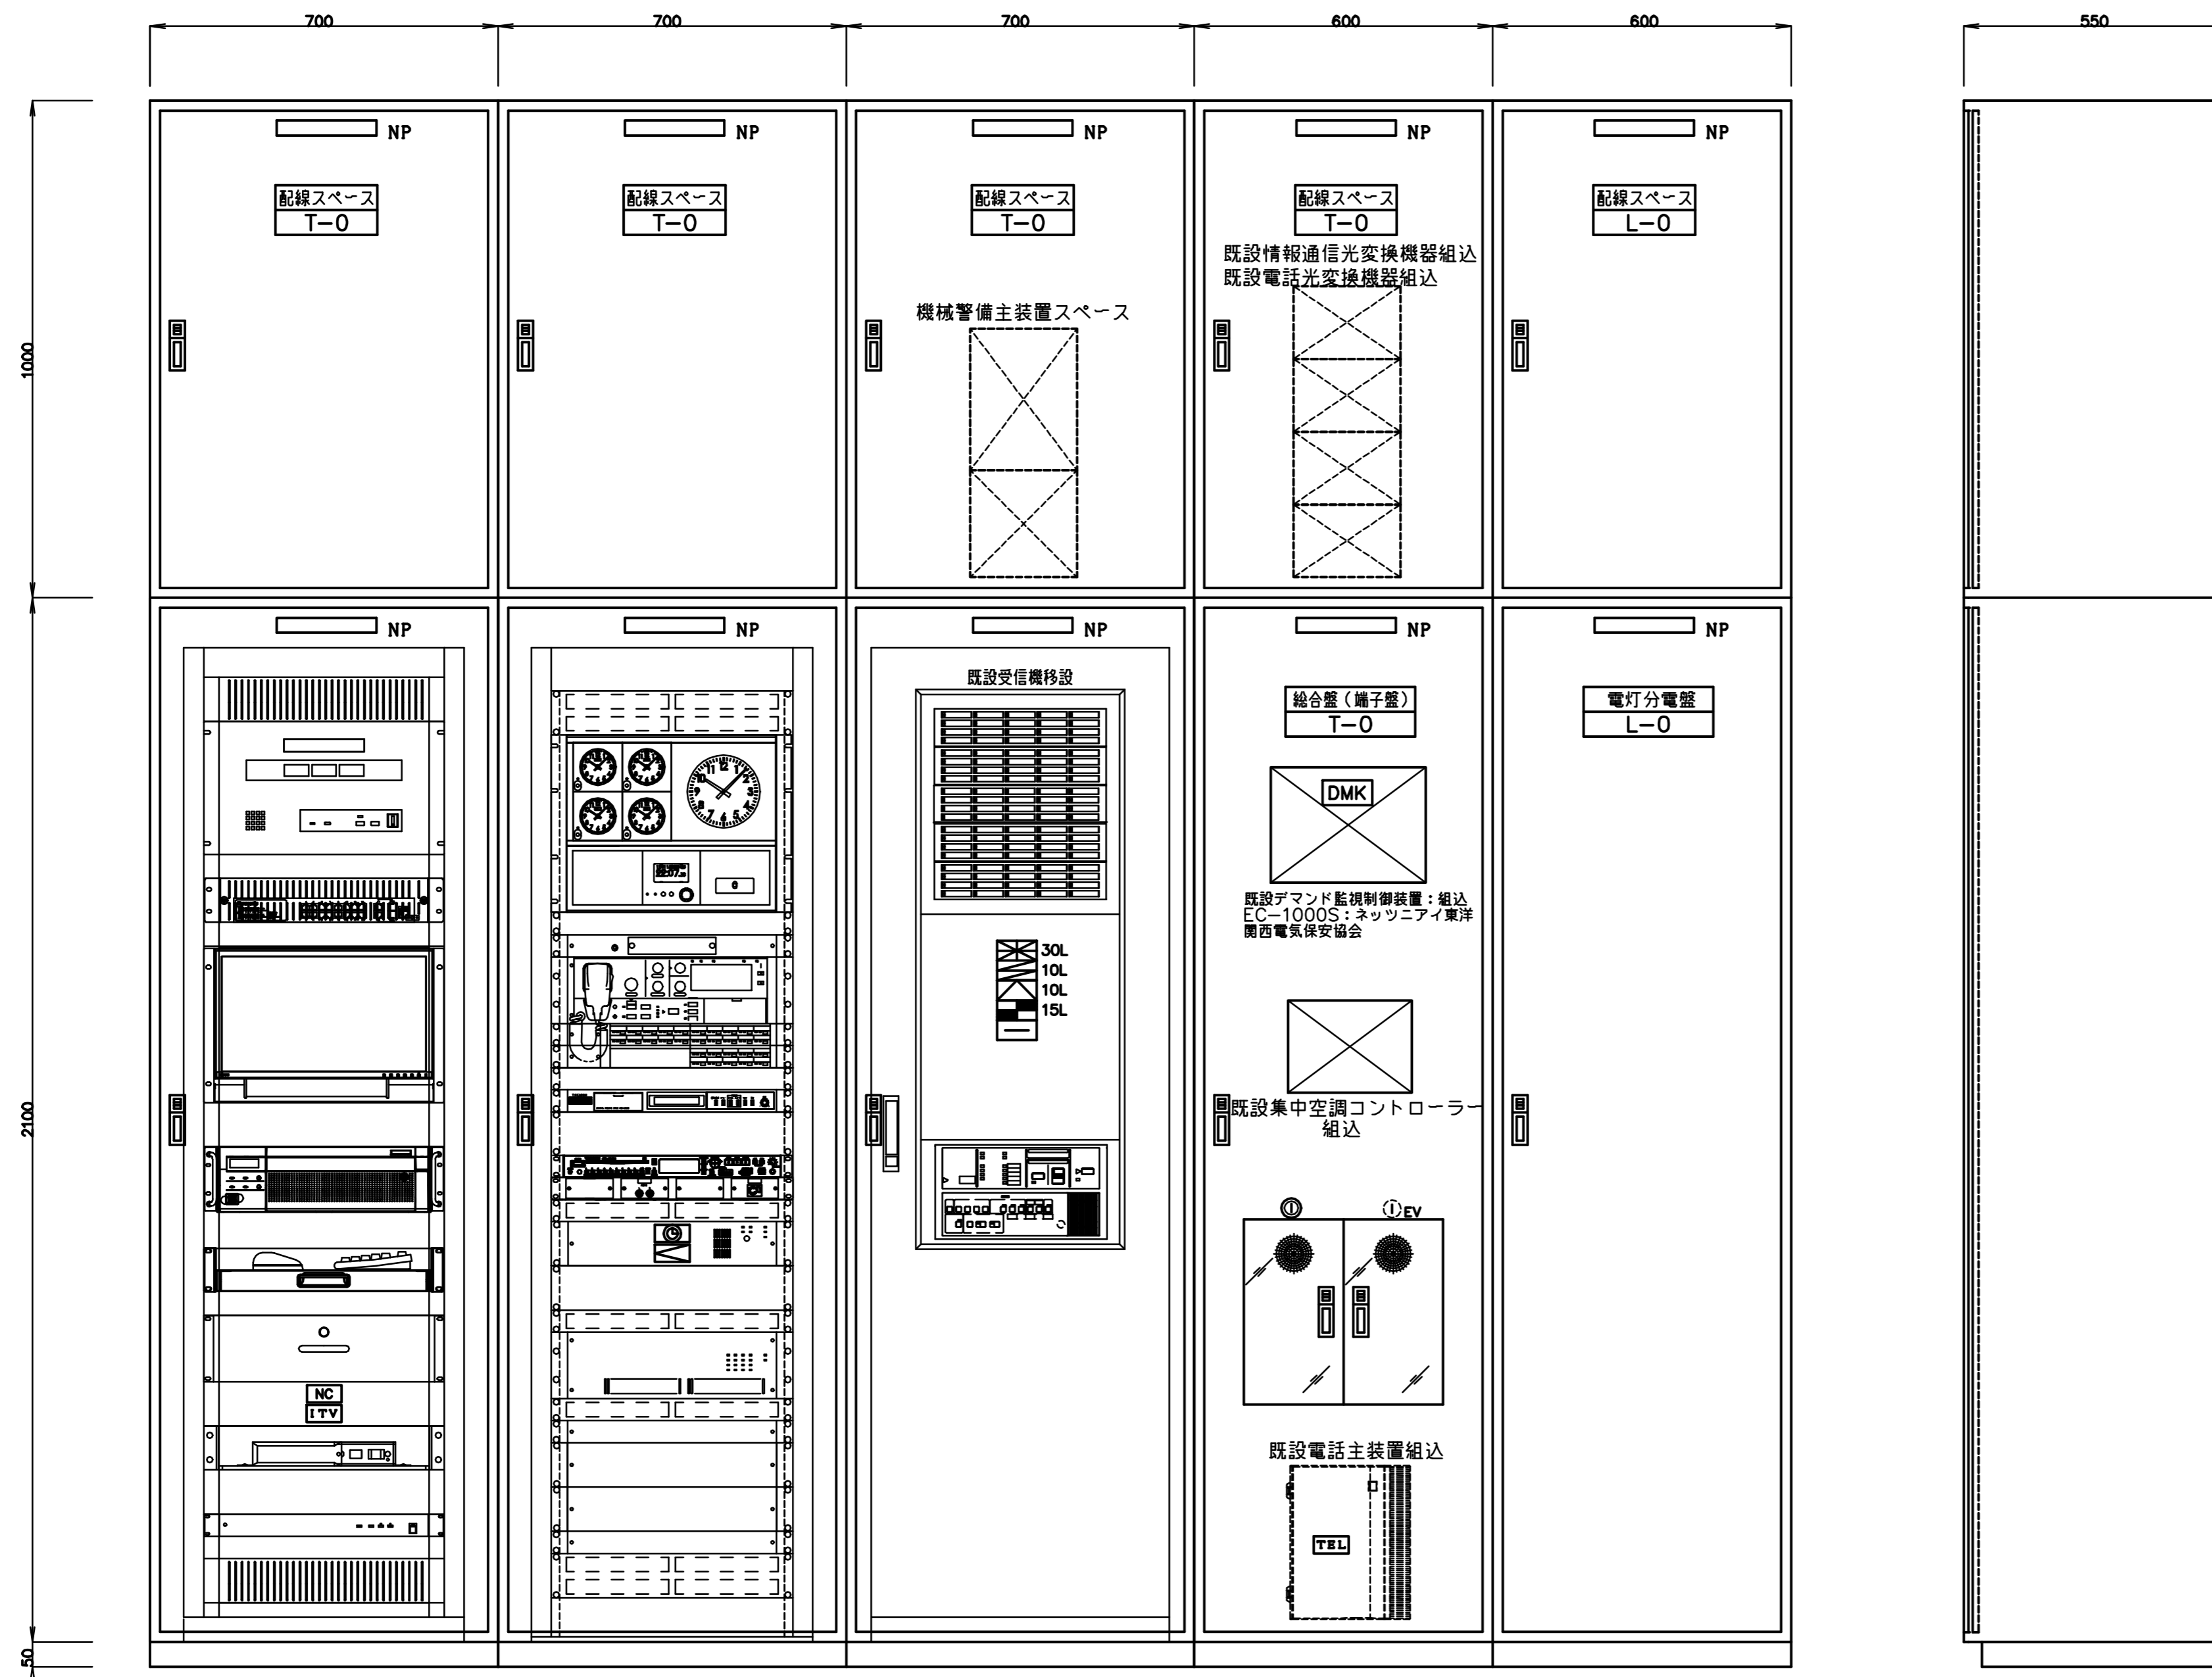 700 700 700 600 600 550
NP NP NP NP NP
配線スペース 配線スペース 配線スペース 配線スペース 配線スペース
T-0 T-0 T-0 T-0 L-0
既設情報通信光変換機器組込
既設電話光変換機器組込
機械警備主装置スペース
1000
NP NP NP NP NP
既設受信機移設
総合盤(端子盤) 電灯分電盤
T-0 L-0
DMK
既設デマンド監視制御装置:組込
EC-1000S:ネッツニアイ東洋
関西電気保安協会
30L
10L
10L
15L
2100
既設集中空調コントローラー
組込
EV
NC
ITV
既設電話主装置組込
TEL
50